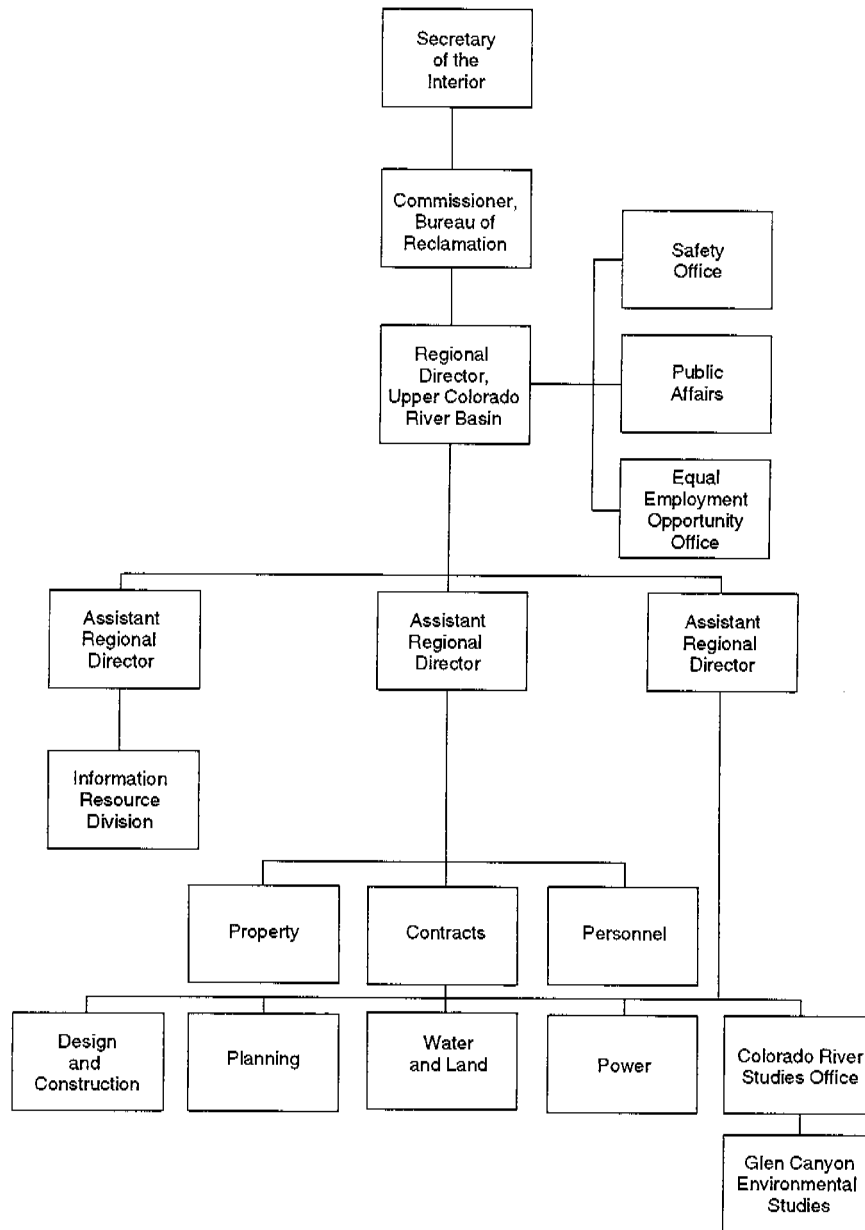 Secretary
of the
Interior
Commissioner,
Bureau of
Reclamation
Safety
Office
Regional
Director,
Upper Colorado
River Basin
Public
Affairs
Equal
Employment
Opportunity
Office
Assistant
Regional
Director
Assistant
Regional
Director
Assistant
Regional
Director
Information
Resource
Division
Property
Contracts
Personnel
Design
and
Construction
Planning
Water
and Land
Power
Colorado River
Studies Office
Glen Canyon
Environmental
Studies